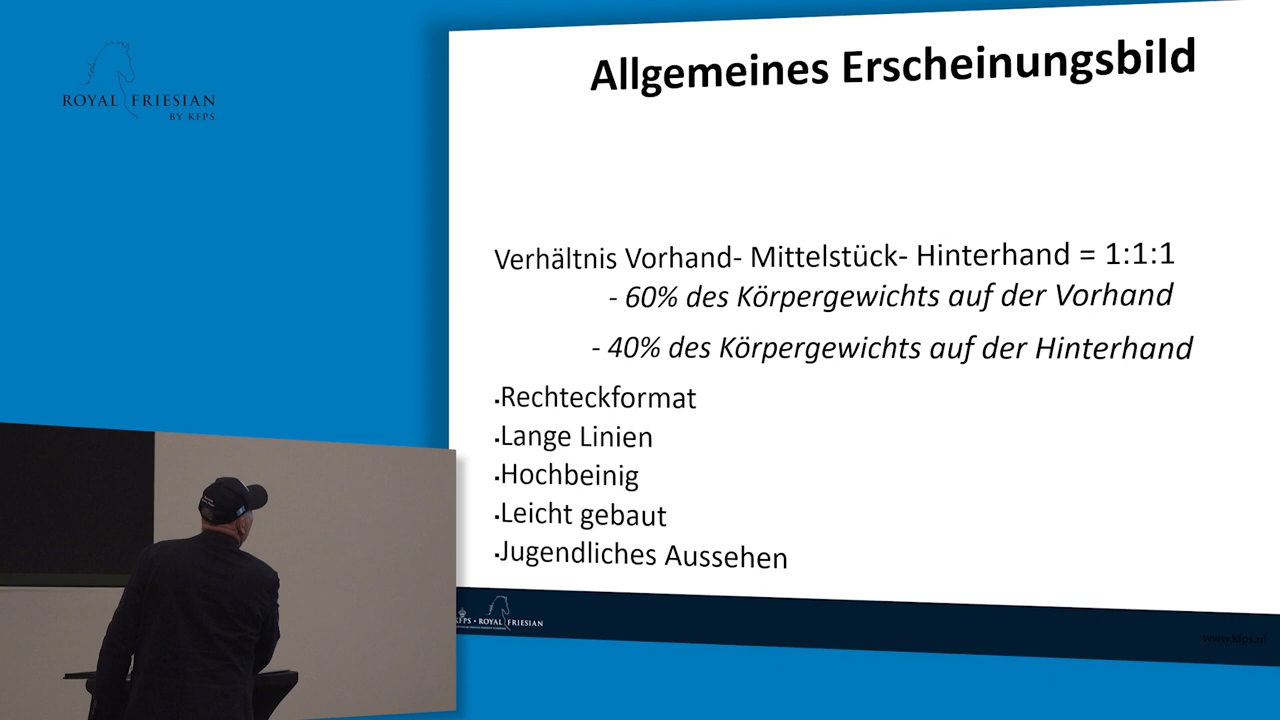 ROYAL FRIESIAN
BY KFPS
Allgemeines Erscheinungsbild
Verhältnis Vorhand- Mittelstück- Hinterhand = 1:1:1
- 60% des Körpergewichts auf der Vorhand
- 40% des Körpergewichts auf der Hinterhand
▪Rechteckformat
▪Lange Linien
▪Hochbeinig
▪Leicht gebaut
▪Jugendliches Aussehen
KFPS • ROYAL FRIESIAN
www.kfps.nl